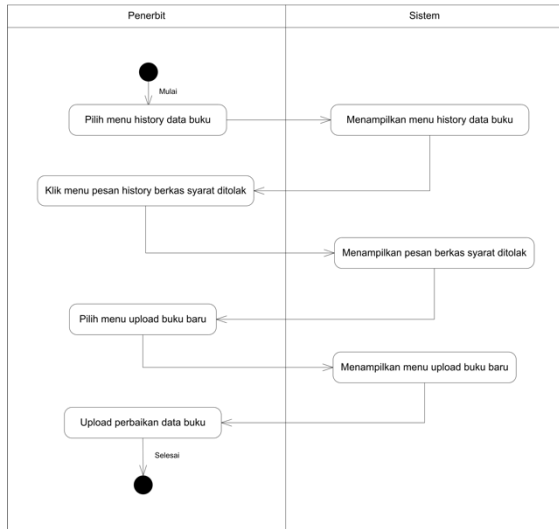 Penerbit
Sistem
Mulai
Pilih menu history data buku
Menampilkan menu history data buku
Klik menu pesan history berkas syarat ditolak
Menampilkan pesan berkas syarat ditolak
Pilih menu upload buku baru
Menampilkan menu upload buku baru
Upload perbaikan data buku
Selesai